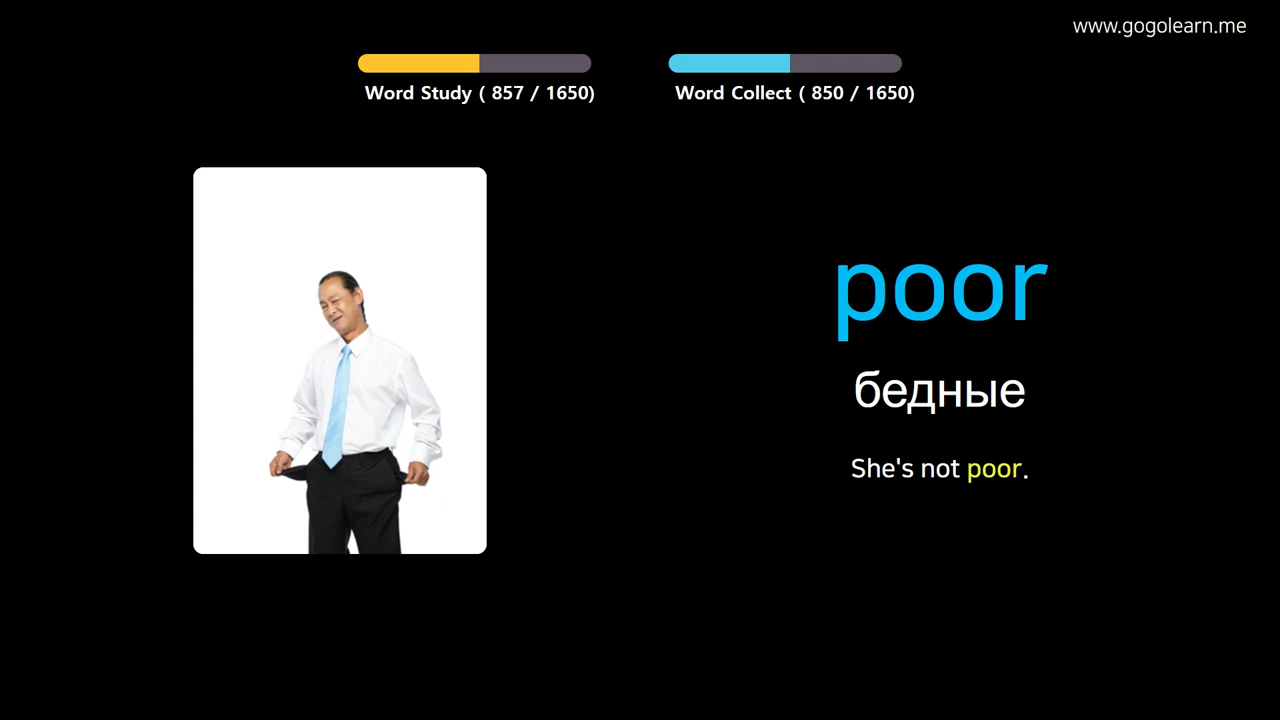 www.gogolearn.me
Word Study ( 857 / 1650)
Word Collect ( 850 / 1650)
poor
бедные
She's not poor.